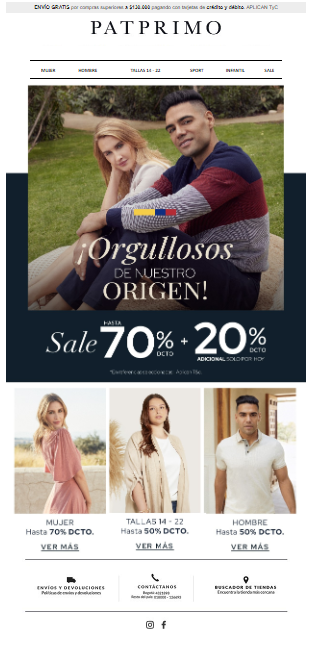 ENVÍO GRATIS por compras superiores a $130.000 pagando con tarjetas de crédito y débito. APLICAN TyC
PATPRIMO
MUJER HOMBRE TALLAS 14 - 22 SPORT INFANTIL SALE
¡Orgullosos
DE NUESTRO
ORIGEN!
Sale HASTA 70% DCTO + 20% DCTO
ADICIONAL SOLO POR HOY
MUJER
Hasta 70% DCTO.
VER MÁS
TALLAS 14 - 22
Hasta 50% DCTO.
VER MÁS
HOMBRE
Hasta 50% DCTO.
VER MÁS
ENVÍOS Y DEVOLUCIONES
Políticas de envíos y devoluciones
CONTÁCTANOS
BUSCADOR DE TIENDAS
Encuentra la tienda más cercana